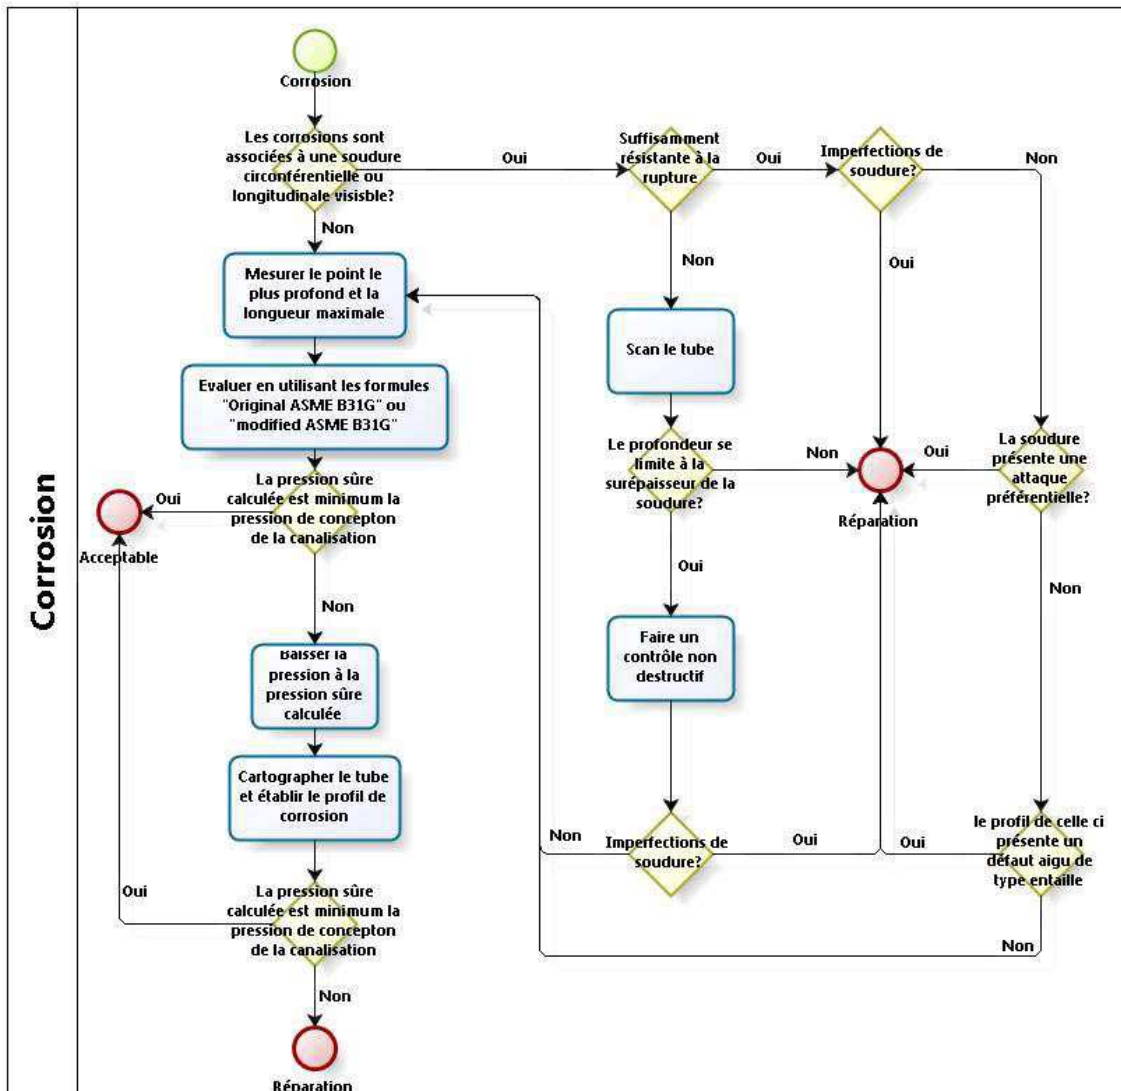 Corrosion
Corrosion
Les corrosions sont
associées à une soudure
circonférentielle ou
longitudinale visisble?
Oui
Suffisamment
résistante à la
rupture
Oui
Imperfections de
soudure?
Non
Non
Non
Oui
Mesurer le point le
plus profond et la
longueur maximale
Scan le tube
Evaluer en utilisant les formules
"Original ASME B31G" ou
"modified ASME B31G"
Le profondeur se
limite à la
surépaisseur de la
soudure?
Non
Réparation
Oui
La soudure
présente une
attaque
préférentielle?
La pression sûre
calculée est minimum la
pression de concepton
de la canalisation
Oui
Acceptable
Non
Oui
Non
Baisser la
pression à la
pression sûre
calculée
Faire un
contrôle non
destructif
Cartographer le tube
et établir le profil de
corrosion
Non
Imperfections de
soudure?
Oui
Oui
le profil de celle ci
présente un
défaut aigu de
type entaille
Oui
La pression sûre
calculée est minimum la
pression de concepton
de la canalisation
Non
Non
Réparation